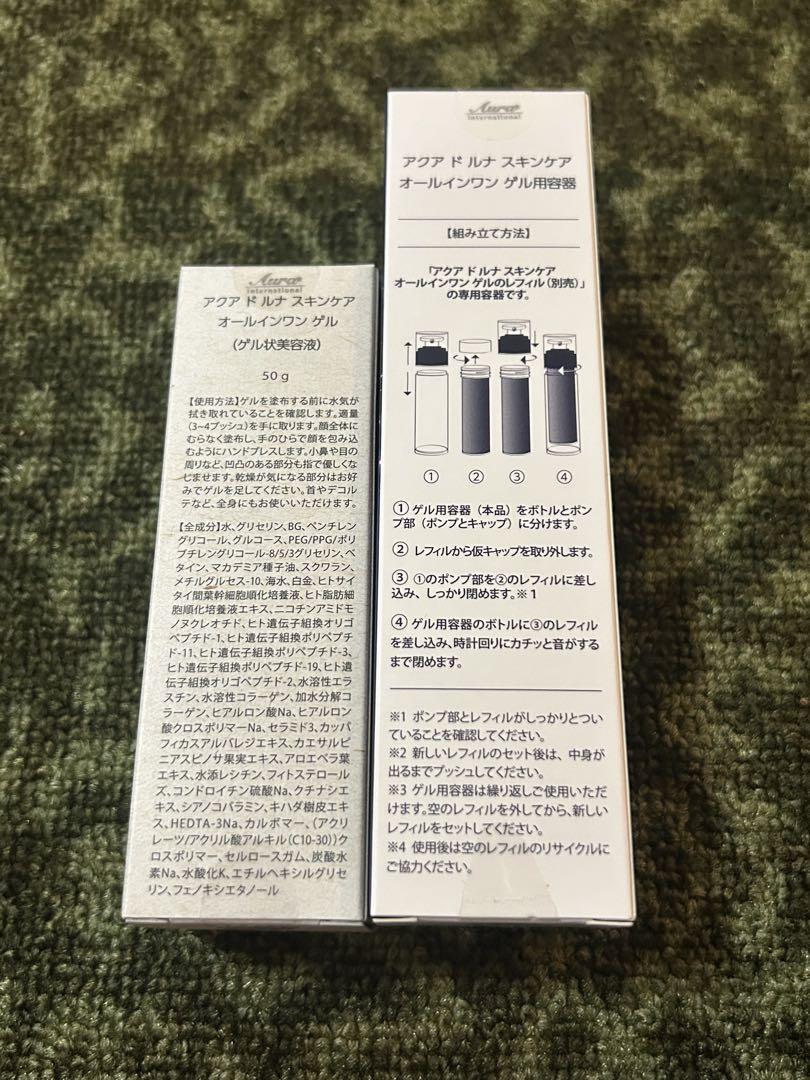 Aura
International
アクア ド ルナ スキンケア
オールインワン ゲル
(ゲル状美容液)
50g
【使用方法】ゲルを塗布する前に水気が
拭き取れていることを確認します。適量
(3~4プッシュ)を手に取ります。顔全体に
むらなく塗布し、手のひらで顔を包み込
むようにハンドプレスします。小鼻や目の
周りなど、凹凸のある部分も指で優しくな
じませます。乾燥が気になる部分はお好
みでゲルを足してください。首やデコル
テなど、全身にもお使いいただけます。
【全成分】水、グリセリン、BG、ペンチレン
グリコール、グルコース、PEG/PPG/ポリ
ブチレングリコール-8/5/3グリセリン、ベ
タイン、マカデミア種子油、スクワラン、
メチルグルセス-10、海水、白金、ヒトサイ
タイ間葉幹細胞順化培養液、ヒト脂肪細
胞順化培養液エキス、ニコチンアミドモ
ノヌクレオチド、ヒト遺伝子組換オリゴ
ペプチド-1、ヒト遺伝子組換ポリペプチ
ド-11、ヒト遺伝子組換ポリペプチド-3、
ヒト遺伝子組換ポリペプチド-19、ヒト遺
伝子組換オリゴペプチド-2、水溶性エラ
スチン、水溶性コラーゲン、加水分解コ
ラーゲン、ヒアルロン酸Na、ヒアルロン
酸クロスポリマーNa、セラミド3、カッパ
フィカスアルバレジエキス、カエサルピ
ニアスピノサ果実エキス、アロエベラ葉
エキス、水添レシチン、フィトステロール
ズ、コンドロイチン硫酸Na、クチナシエ
キス、シアノコバラミン、キハダ樹皮エキ
ス、HEDTA-3Na、カルボマー、(アクリ
レーツ/アクリル酸アルキル(C10-30))ク
ロスポリマー、セルロースガム、炭酸水
素Na、水酸化K、エチルヘキシルグリセ
リン、フェノキシエタノール
Aura
International
アクア ド ルナ スキンケア
オールインワン ゲル用容器
【組み立て方法】
「アクア ド ルナ スキンケア
オールインワン ゲルのレフィル(別売)」
の専用容器です。
① ② ③ ④
① ゲル用容器(本品)をボトルとポン
プ部(ポンプとキャップ)に分けます。
② レフィルから仮キャップを取り外します。
③ ①のポンプ部を②のレフィルに差し
込み、しっかり閉めます。※1
④ ゲル用容器のボトルに③のレフィル
を差し込み、時計回りにカチッと音がする
まで閉めます。
※1 ポンプ部とレフィルがしっかりとつい
ていることを確認してください。
※2 新しいレフィルのセット後は、中身が
出るまでプッシュしてください。
※3 ゲル用容器は繰り返しご使用いただ
けます。空のレフィルを外してから、新しい
レフィルをセットしてください。
※4 使用後は空のレフィルのリサイクルに
ご協力ください。